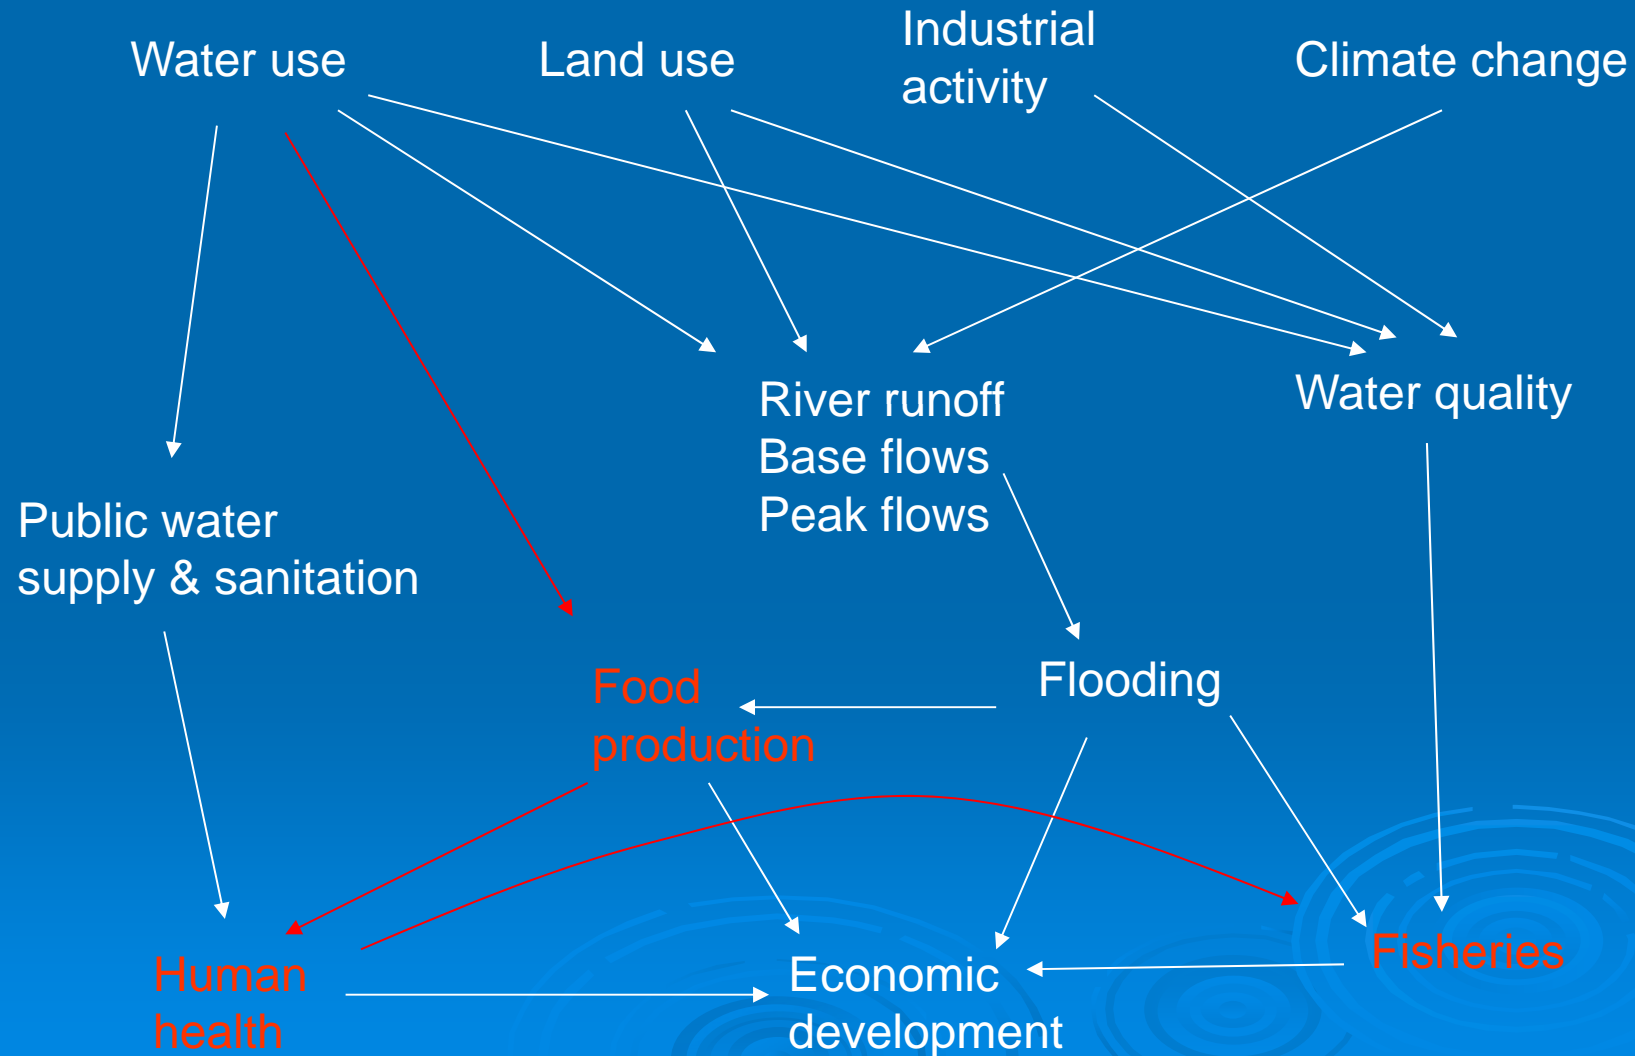 Water use
Land use
Industrial
activity
Climate change
River runoff
Base flows
Peak flows
Water quality
Public water
supply & sanitation
Food
production
Flooding
Human
health
Economic
development
Fisheries